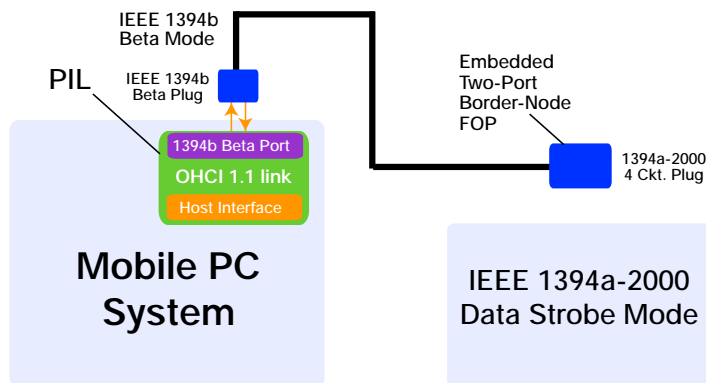 IEEE 1394b
Beta Mode
PIL
IEEE 1394b
Beta Plug
Embedded
Two-Port
Border-Node
FOP
1394a-2000
4 Ckt. Plug
1394b Beta Port
OHCI 1.1 link
Host Interface
Mobile PC
System
IEEE 1394a-2000
Data Strobe Mode